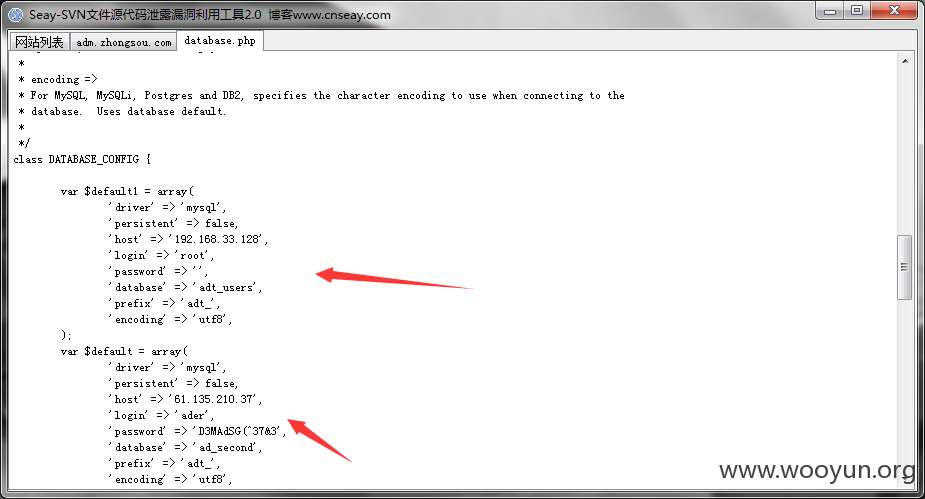 Seay-SVN文件源代码泄露漏洞利用工具2.0 博客www.cnseay.com
网站列表 adm.zhongsou.com database.php
*
* encoding =>
* For MySQL, MySQLi, Postgres and DB2, specifies the character encoding to use when connecting to the
* database. Uses database default.
*
*/
class DATABASE_CONFIG {
var $default1 = array(
'driver' => 'mysql',
'persistent' => false,
'host' => '192.168.33.128',
'login' => 'root',
'password' => '',
'database' => 'adt_users',
'prefix' => 'adt_',
'encoding' => 'utf8',
);
var $default = array(
'driver' => 'mysql',
'persistent' => false,
'host' => '61.135.210.37',
'login' => 'ader',
'password' => 'D3MAdSG(^37&3',
'database' => 'ad_second',
'prefix' => 'adt_',
'encoding' => 'utf8',
www.wooyun.org